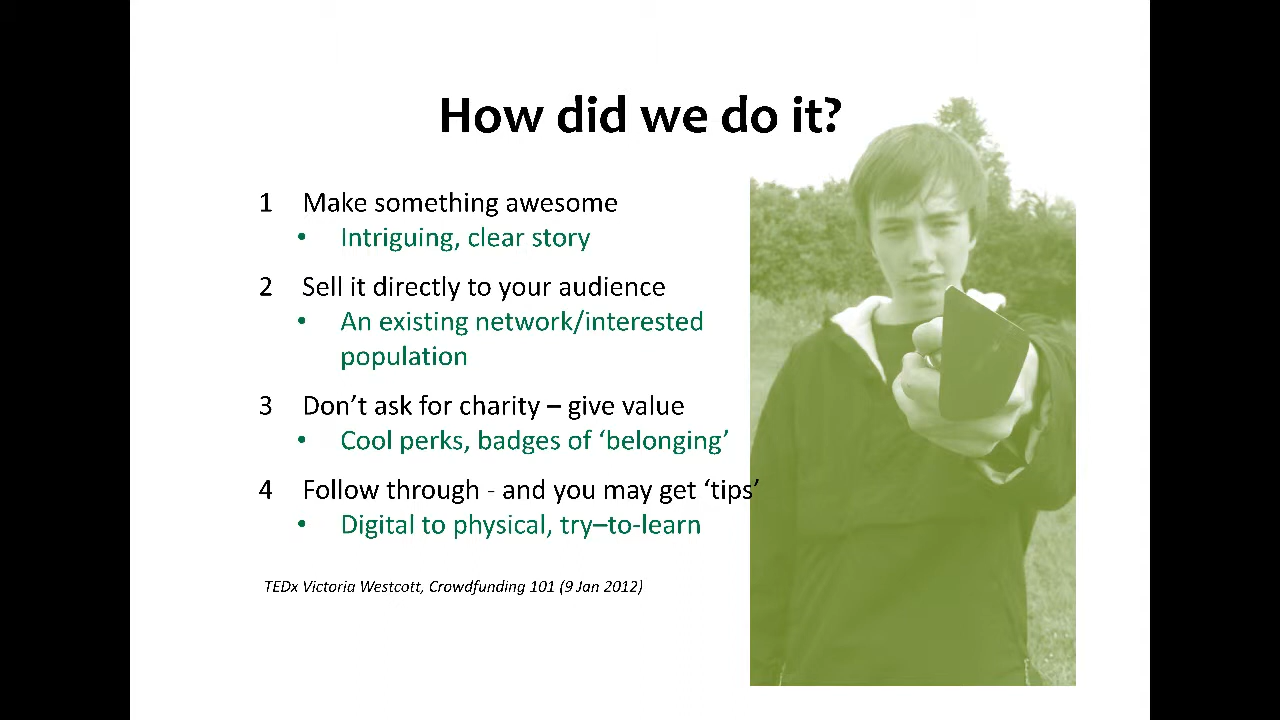 How did we do it?
1 Make something awesome
• Intriguing, clear story
2 Sell it directly to your audience
• An existing network/interested
population
3 Don’t ask for charity – give value
• Cool perks, badges of ‘belonging’
4 Follow through - and you may get ‘tips’
• Digital to physical, try–to-learn
TEDx Victoria Westcott, Crowdfunding 101 (9 Jan 2012)